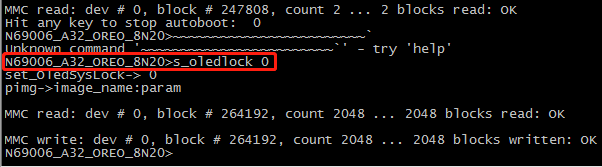 MMC read: dev # 0, block # 247808, count 2 ... 2 blocks read: OK
Hit any key to stop autoboot:  0
N69006_A32_OREO_8N20>~~~~~~~~~~~~~~~~~~~~~~~~~~`
Unknown command '~~~~~~~~~~~~~~~~~~~~~~~~~~`' - try 'help'
N69006_A32_OREO_8N20>s_oledlock 0
set_OledSysLock-> 0
pimg->image_name:param
MMC read: dev # 0, block # 264192, count 2048 ... 2048 blocks read: OK
MMC write: dev # 0, block # 264192, count 2048 ... 2048 blocks written: OK
N69006_A32_OREO_8N20>